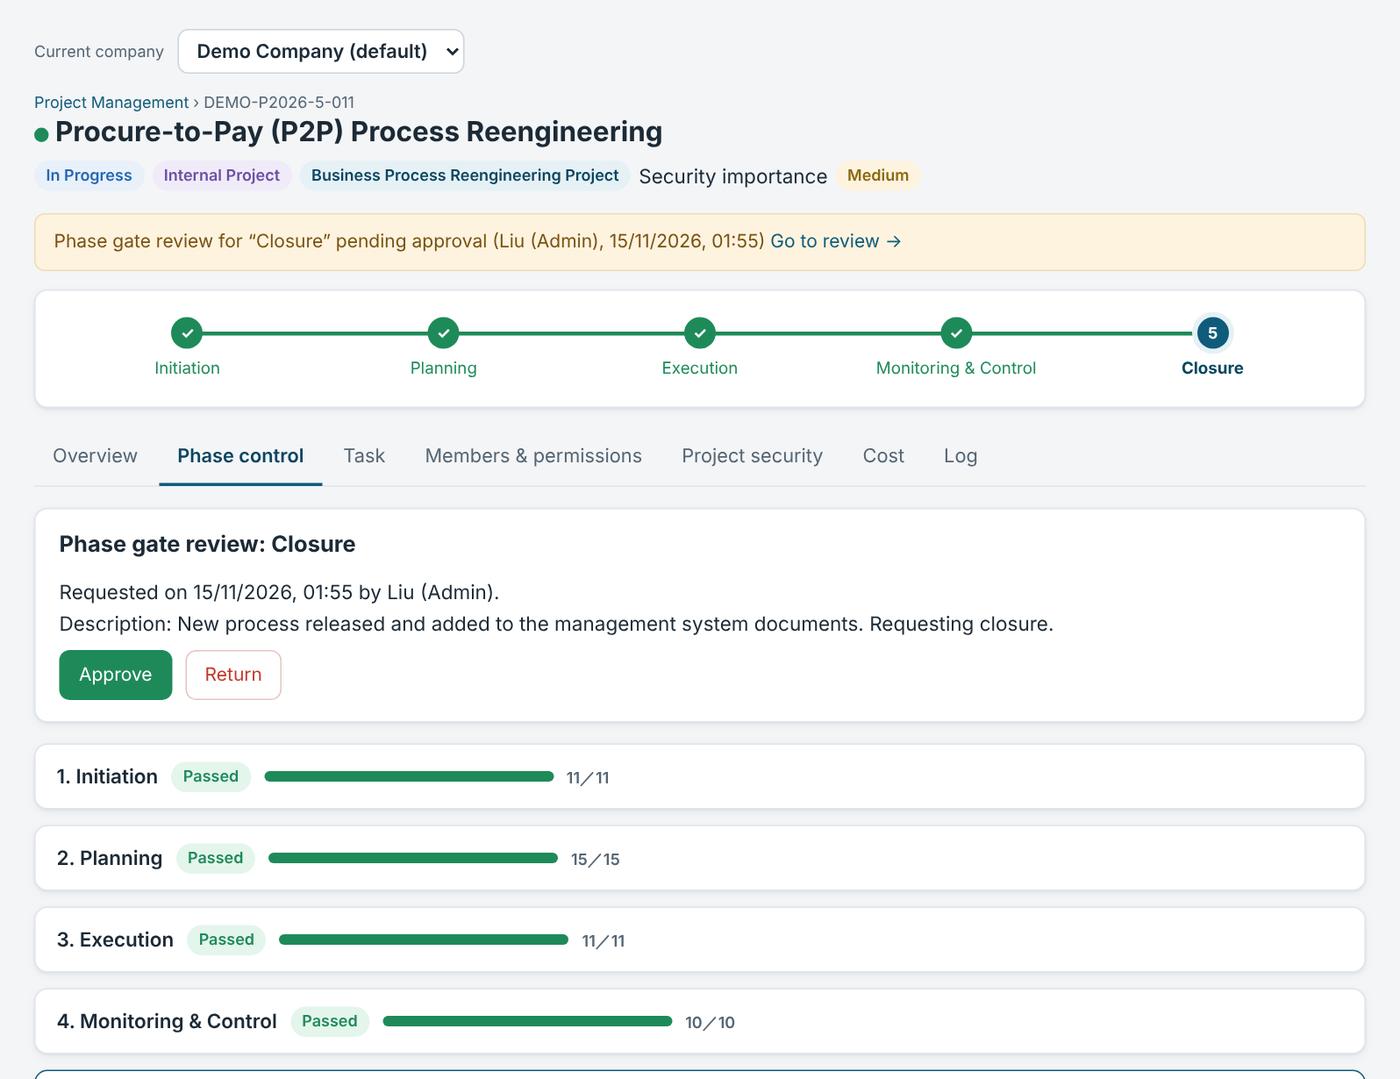 Current company Demo Company (default)
Project Management › DEMO-P2026-5-011
Procure-to-Pay (P2P) Process Reengineering
In Progress Internal Project Business Process Reengineering Project Security importance Medium
Phase gate review for “Closure” pending approval (Liu (Admin), 15/11/2026, 01:55) Go to review →
5
Initiation Planning Execution Monitoring & Control Closure
Overview Phase control Task Members & permissions Project security Cost Log
Phase gate review: Closure
Requested on 15/11/2026, 01:55 by Liu (Admin).
Description: New process released and added to the management system documents. Requesting closure.
Approve Return
1. Initiation Passed 11／11
2. Planning Passed 15／15
3. Execution Passed 11／11
4. Monitoring & Control Passed 10／10